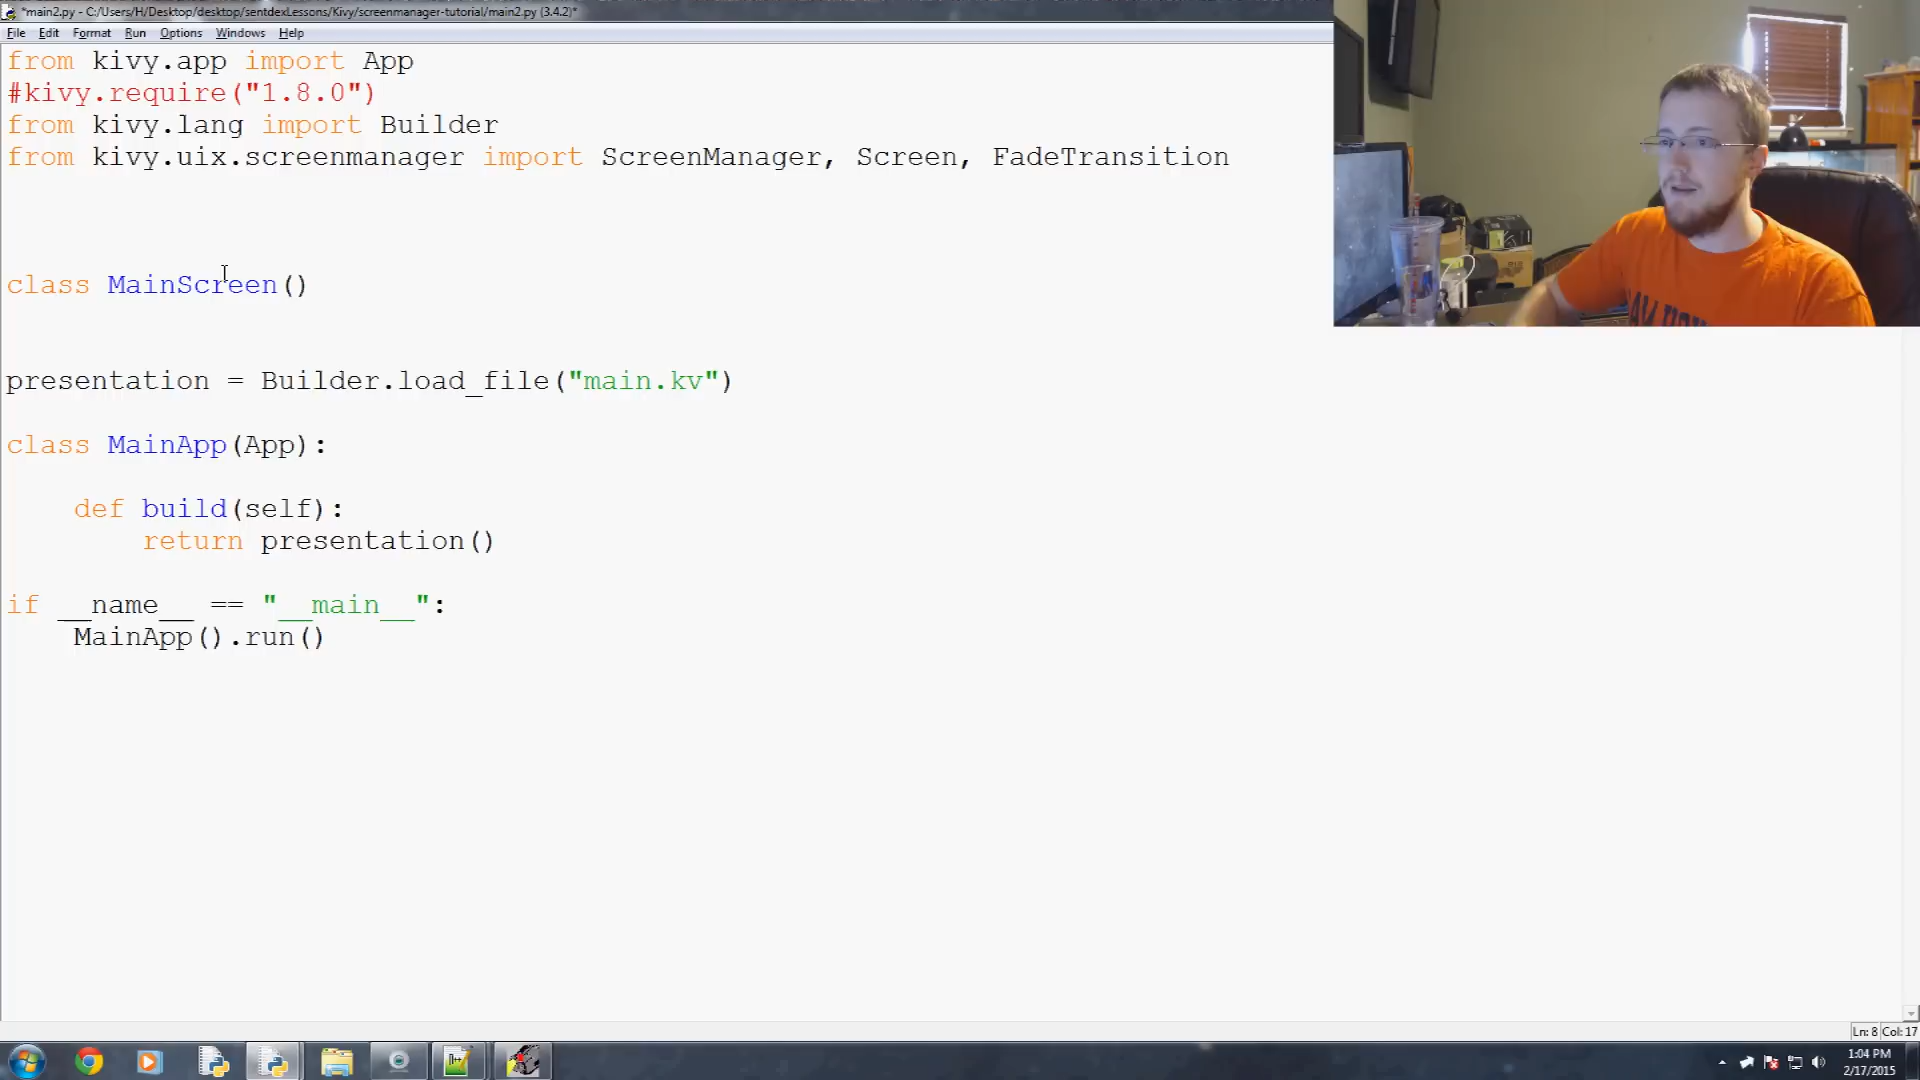 *main2.py - C:/Users/H/Desktop/desktop/sentdexLessons/Kivy/screenmanager-tutorial/main2.py (3.4.2)*
File Edit Format Run Options Windows Help
from kivy.app import App
#kivy.require("1.8.0")
from kivy.lang import Builder
from kivy.uix.screenmanager import ScreenManager, Screen, FadeTransition
class MainScreen()
presentation = Builder.load_file("main.kv")
class MainApp(App):
def build(self):
return presentation()
if __name__ == "__main__":
MainApp().run()
Ln: 8 Col: 17
1:04 PM
2/17/2015